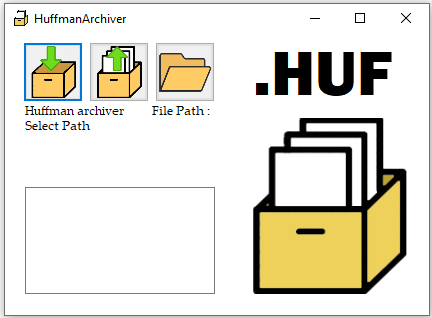 HuffmanArchiver
.HUF
Huffman archiver
File Path :
Select Path